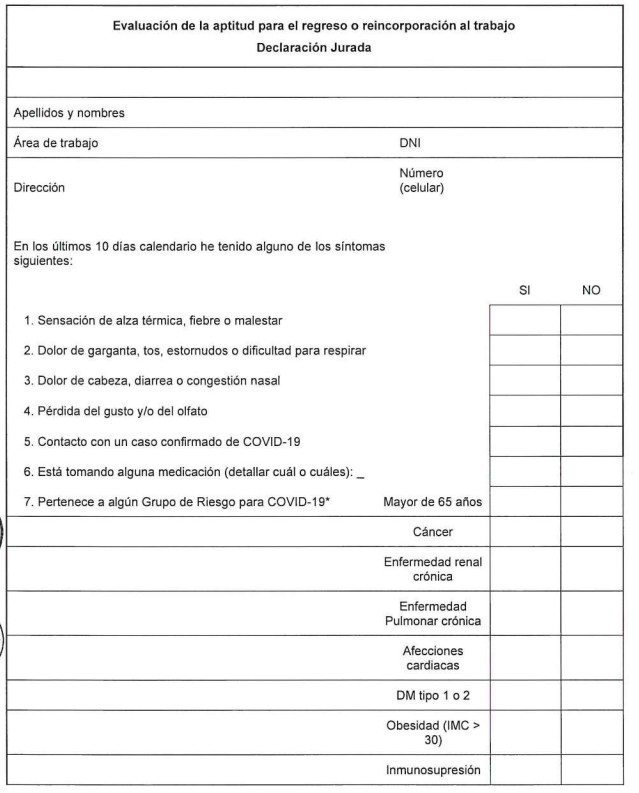 Evaluación de la aptitud para el regreso o reincorporación al trabajo
Declaración Jurada
Apellidos y nombres
Área de trabajo DNI
Dirección Número
(celular)
En los últimos 10 días calendario he tenido alguno de los síntomas
siguientes:
SI NO
1. Sensación de alza térmica, fiebre o malestar
2. Dolor de garganta, tos, estornudos o dificultad para respirar
3. Dolor de cabeza, diarrea o congestión nasal
4. Pérdida del gusto y/o del olfato
5. Contacto con un caso confirmado de COVID-19
6. Está tomando alguna medicación (detallar cuál o cuáles): _
7. Pertenece a algún Grupo de Riesgo para COVID-19* Mayor de 65 años
Cáncer
Enfermedad renal
crónica
Enfermedad
Pulmonar crónica
Afecciones
cardiacas
DM tipo 1 o 2
Obesidad (IMC >
30)
Inmunosupresión